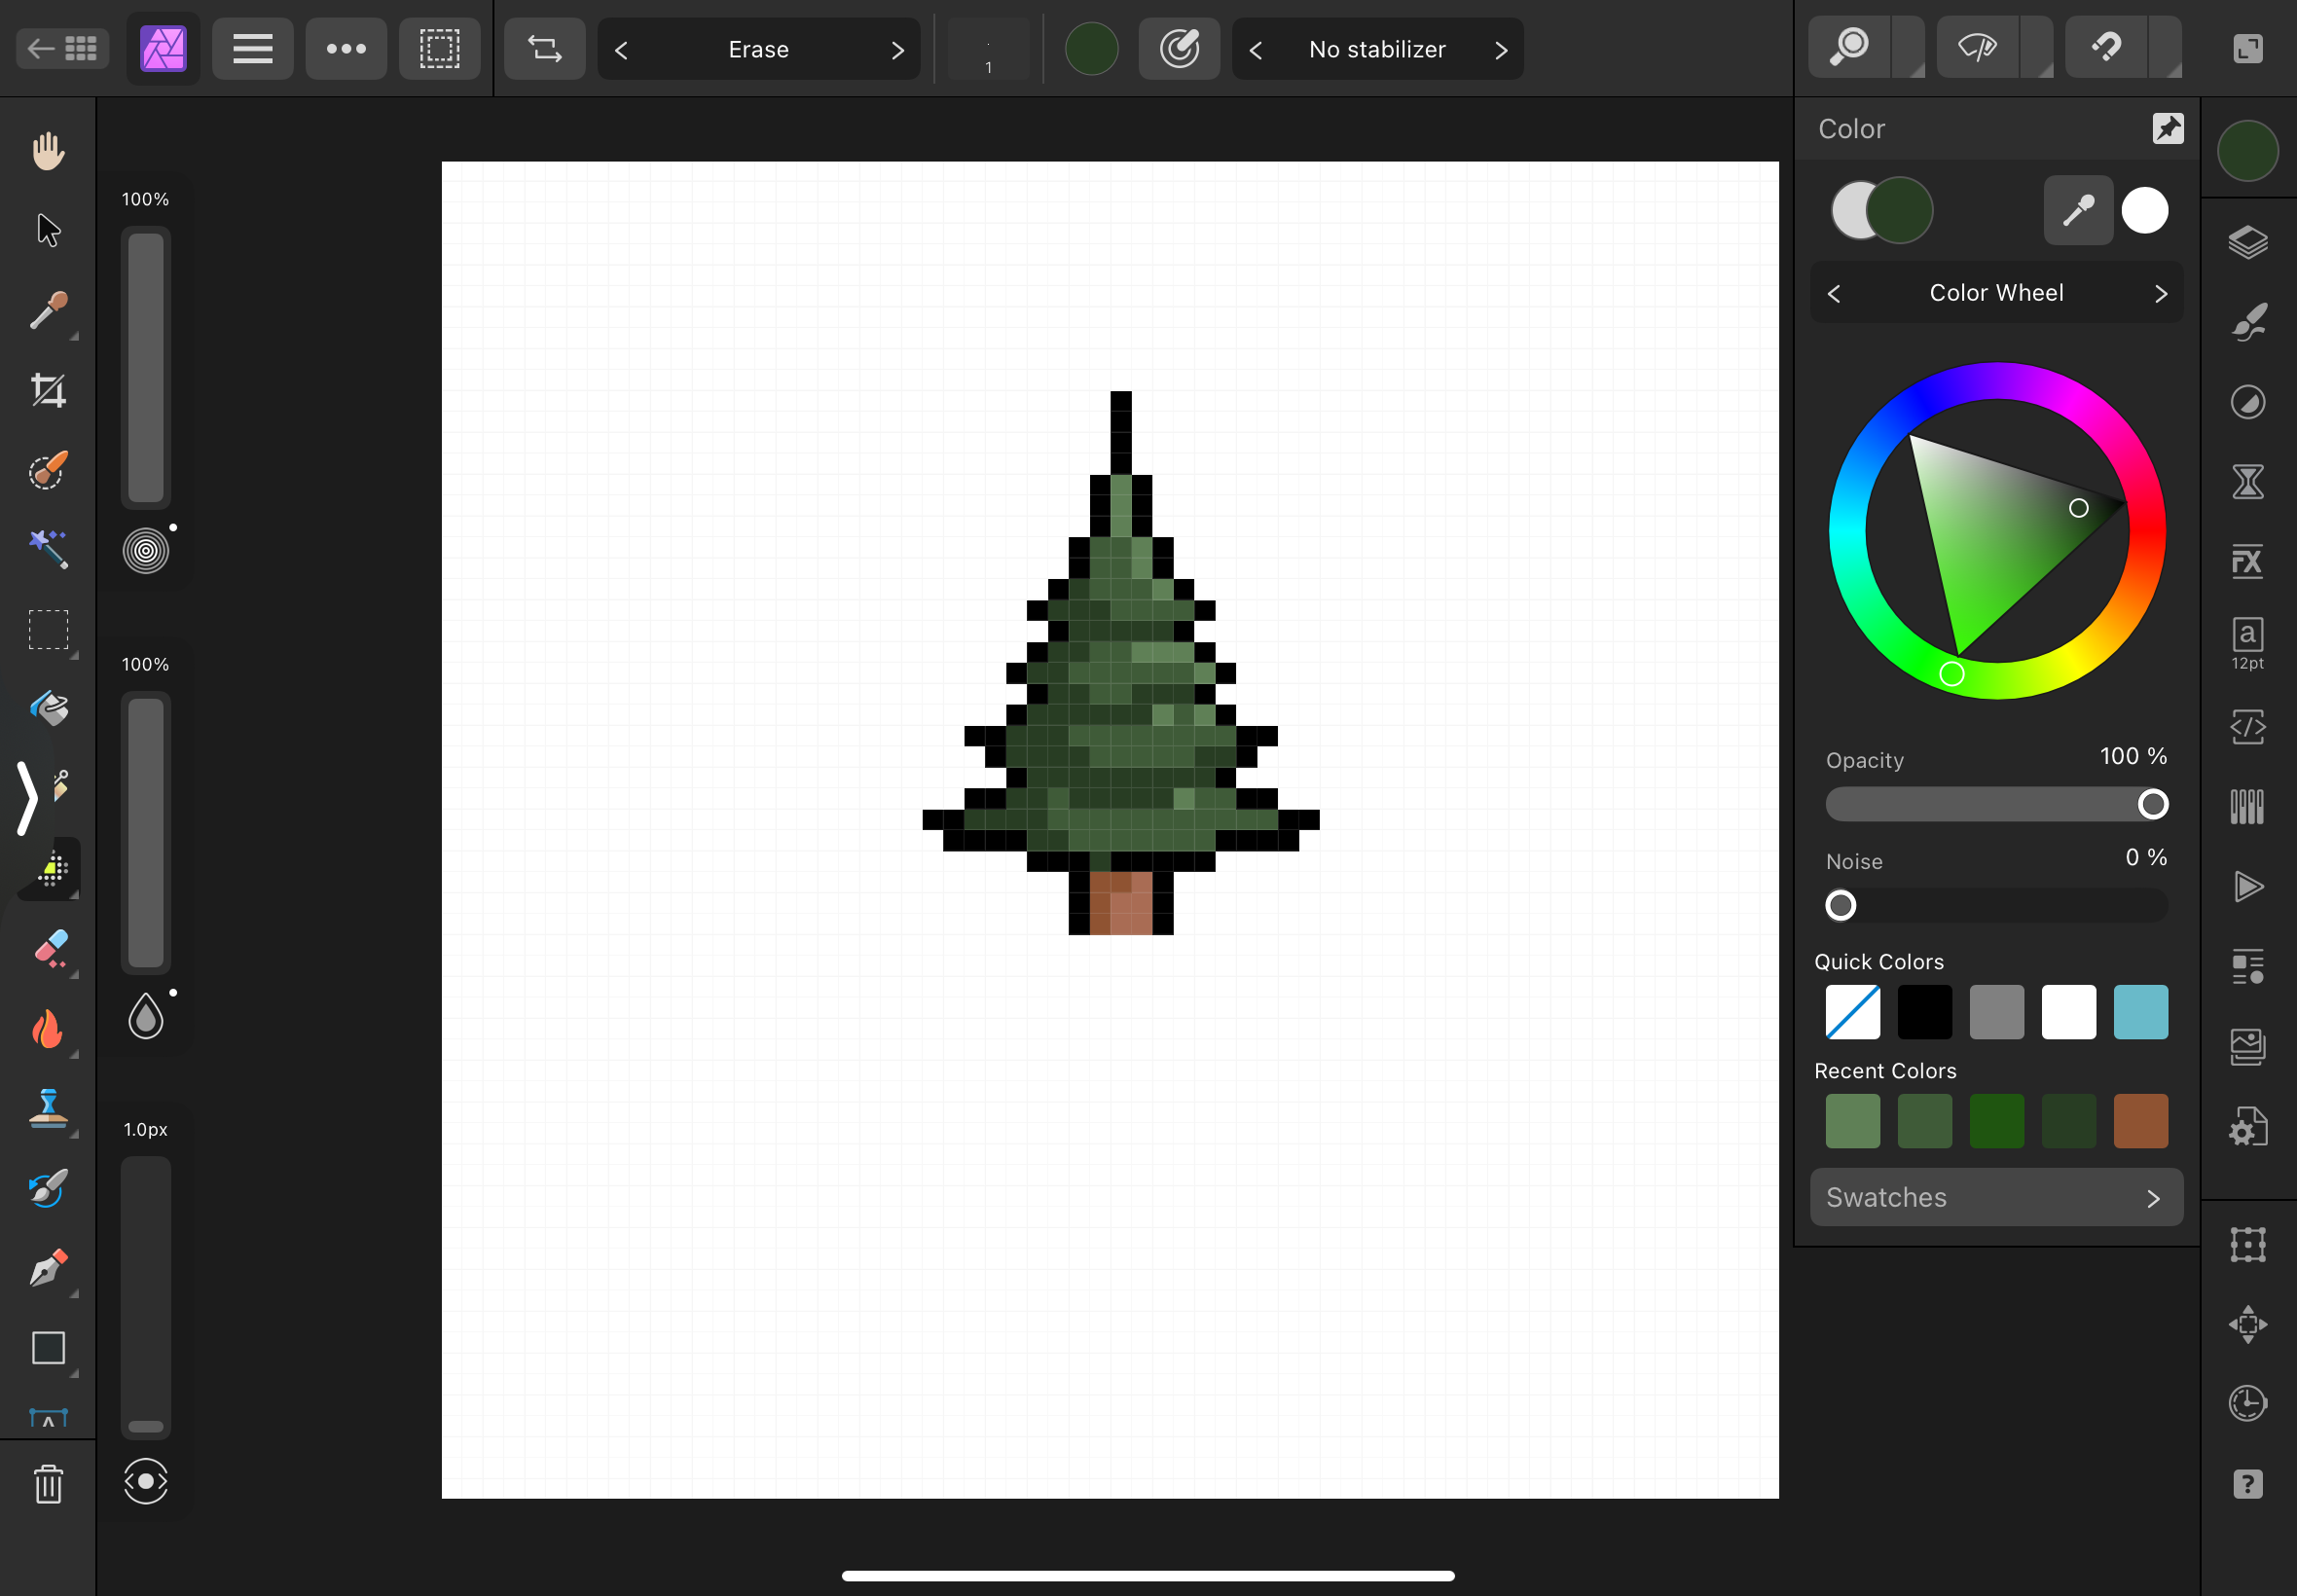 Erase
1
No stabilizer
Color
100%
Color Wheel
FX
a
12pt
100%
Opacity
100 %
Noise
0 %
Quick Colors
Recent Colors
1.0px
Swatches
A
?